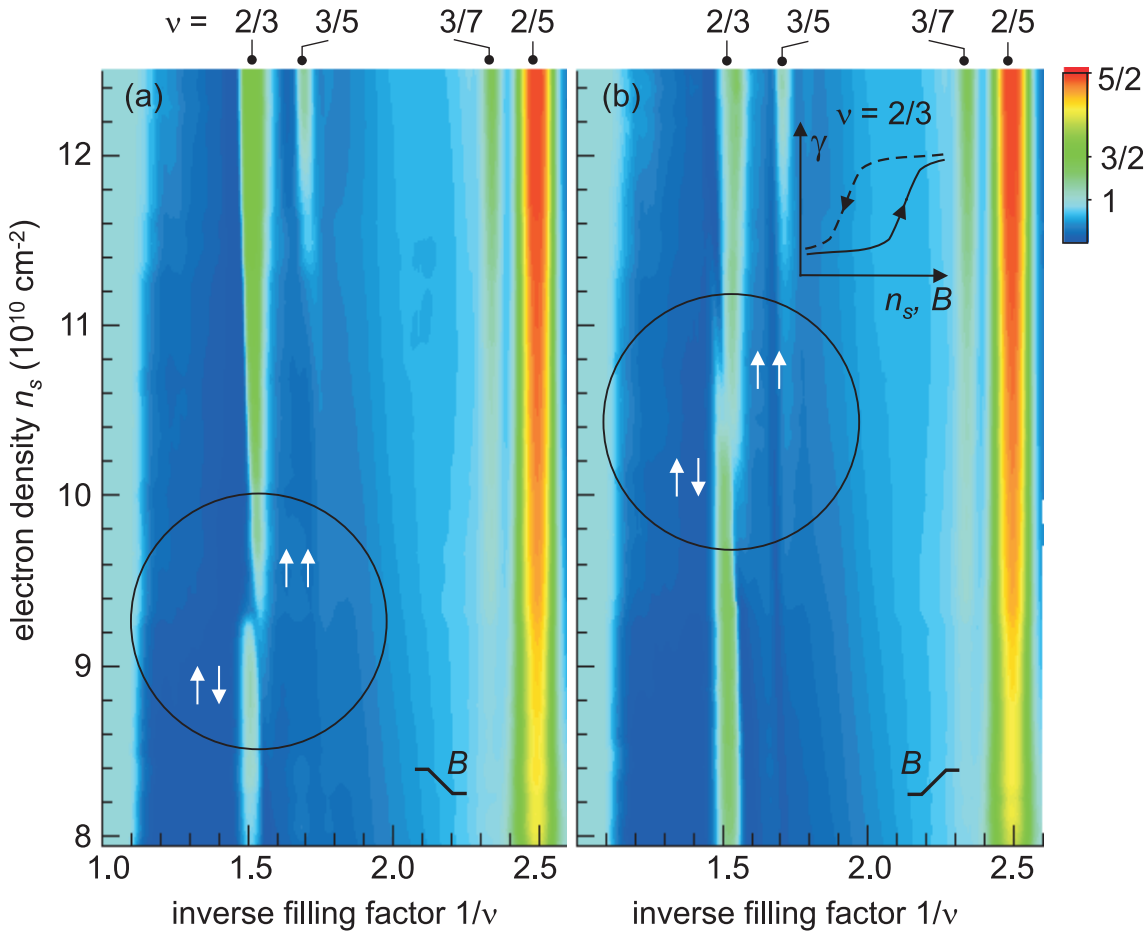 ν = 2/3 3/5 3/7 2/5 2/3 3/5 3/7 2/5
(a)
(b)
ν = 2/3
γ
n_s, B
5/2
3/2
1
electron density n_s (10¹⁰ cm⁻²)
12
11
10
9
8
B
B
1.0 1.5 2.0 2.5 1.5 2.0 2.5
inverse filling factor 1/ν inverse filling factor 1/ν